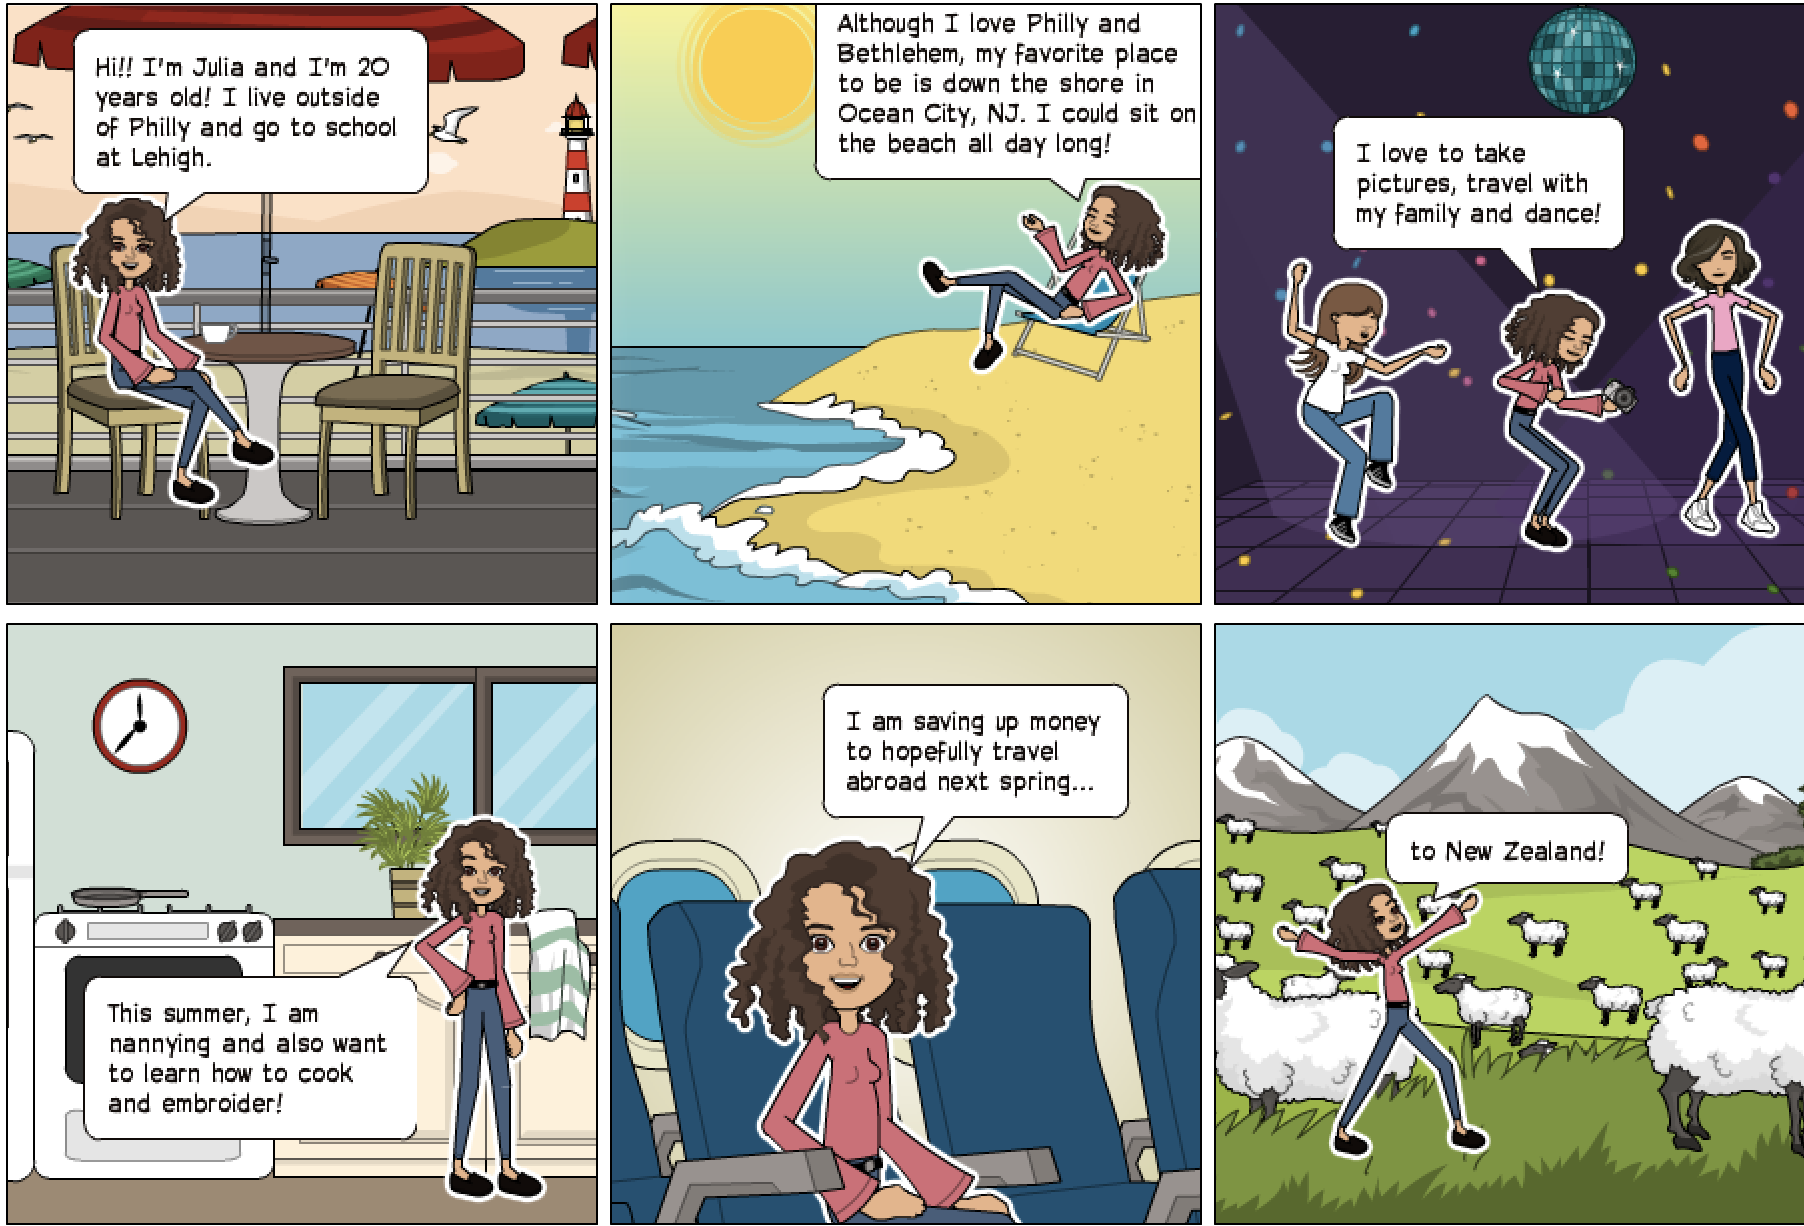 Hi!! I'm Julia and I'm 20
years old! I live outside
of Philly and go to school
at Lehigh.
Although I love Philly and
Bethlehem, my favorite place
to be is down the shore in
Ocean City, NJ. I could sit on
the beach all day long!
I love to take
pictures, travel with
my family and dance!
This summer, I am
nannying and also want
to learn how to cook
and embroider!
I am saving up money
to hopefully travel
abroad next spring...
to New Zealand!